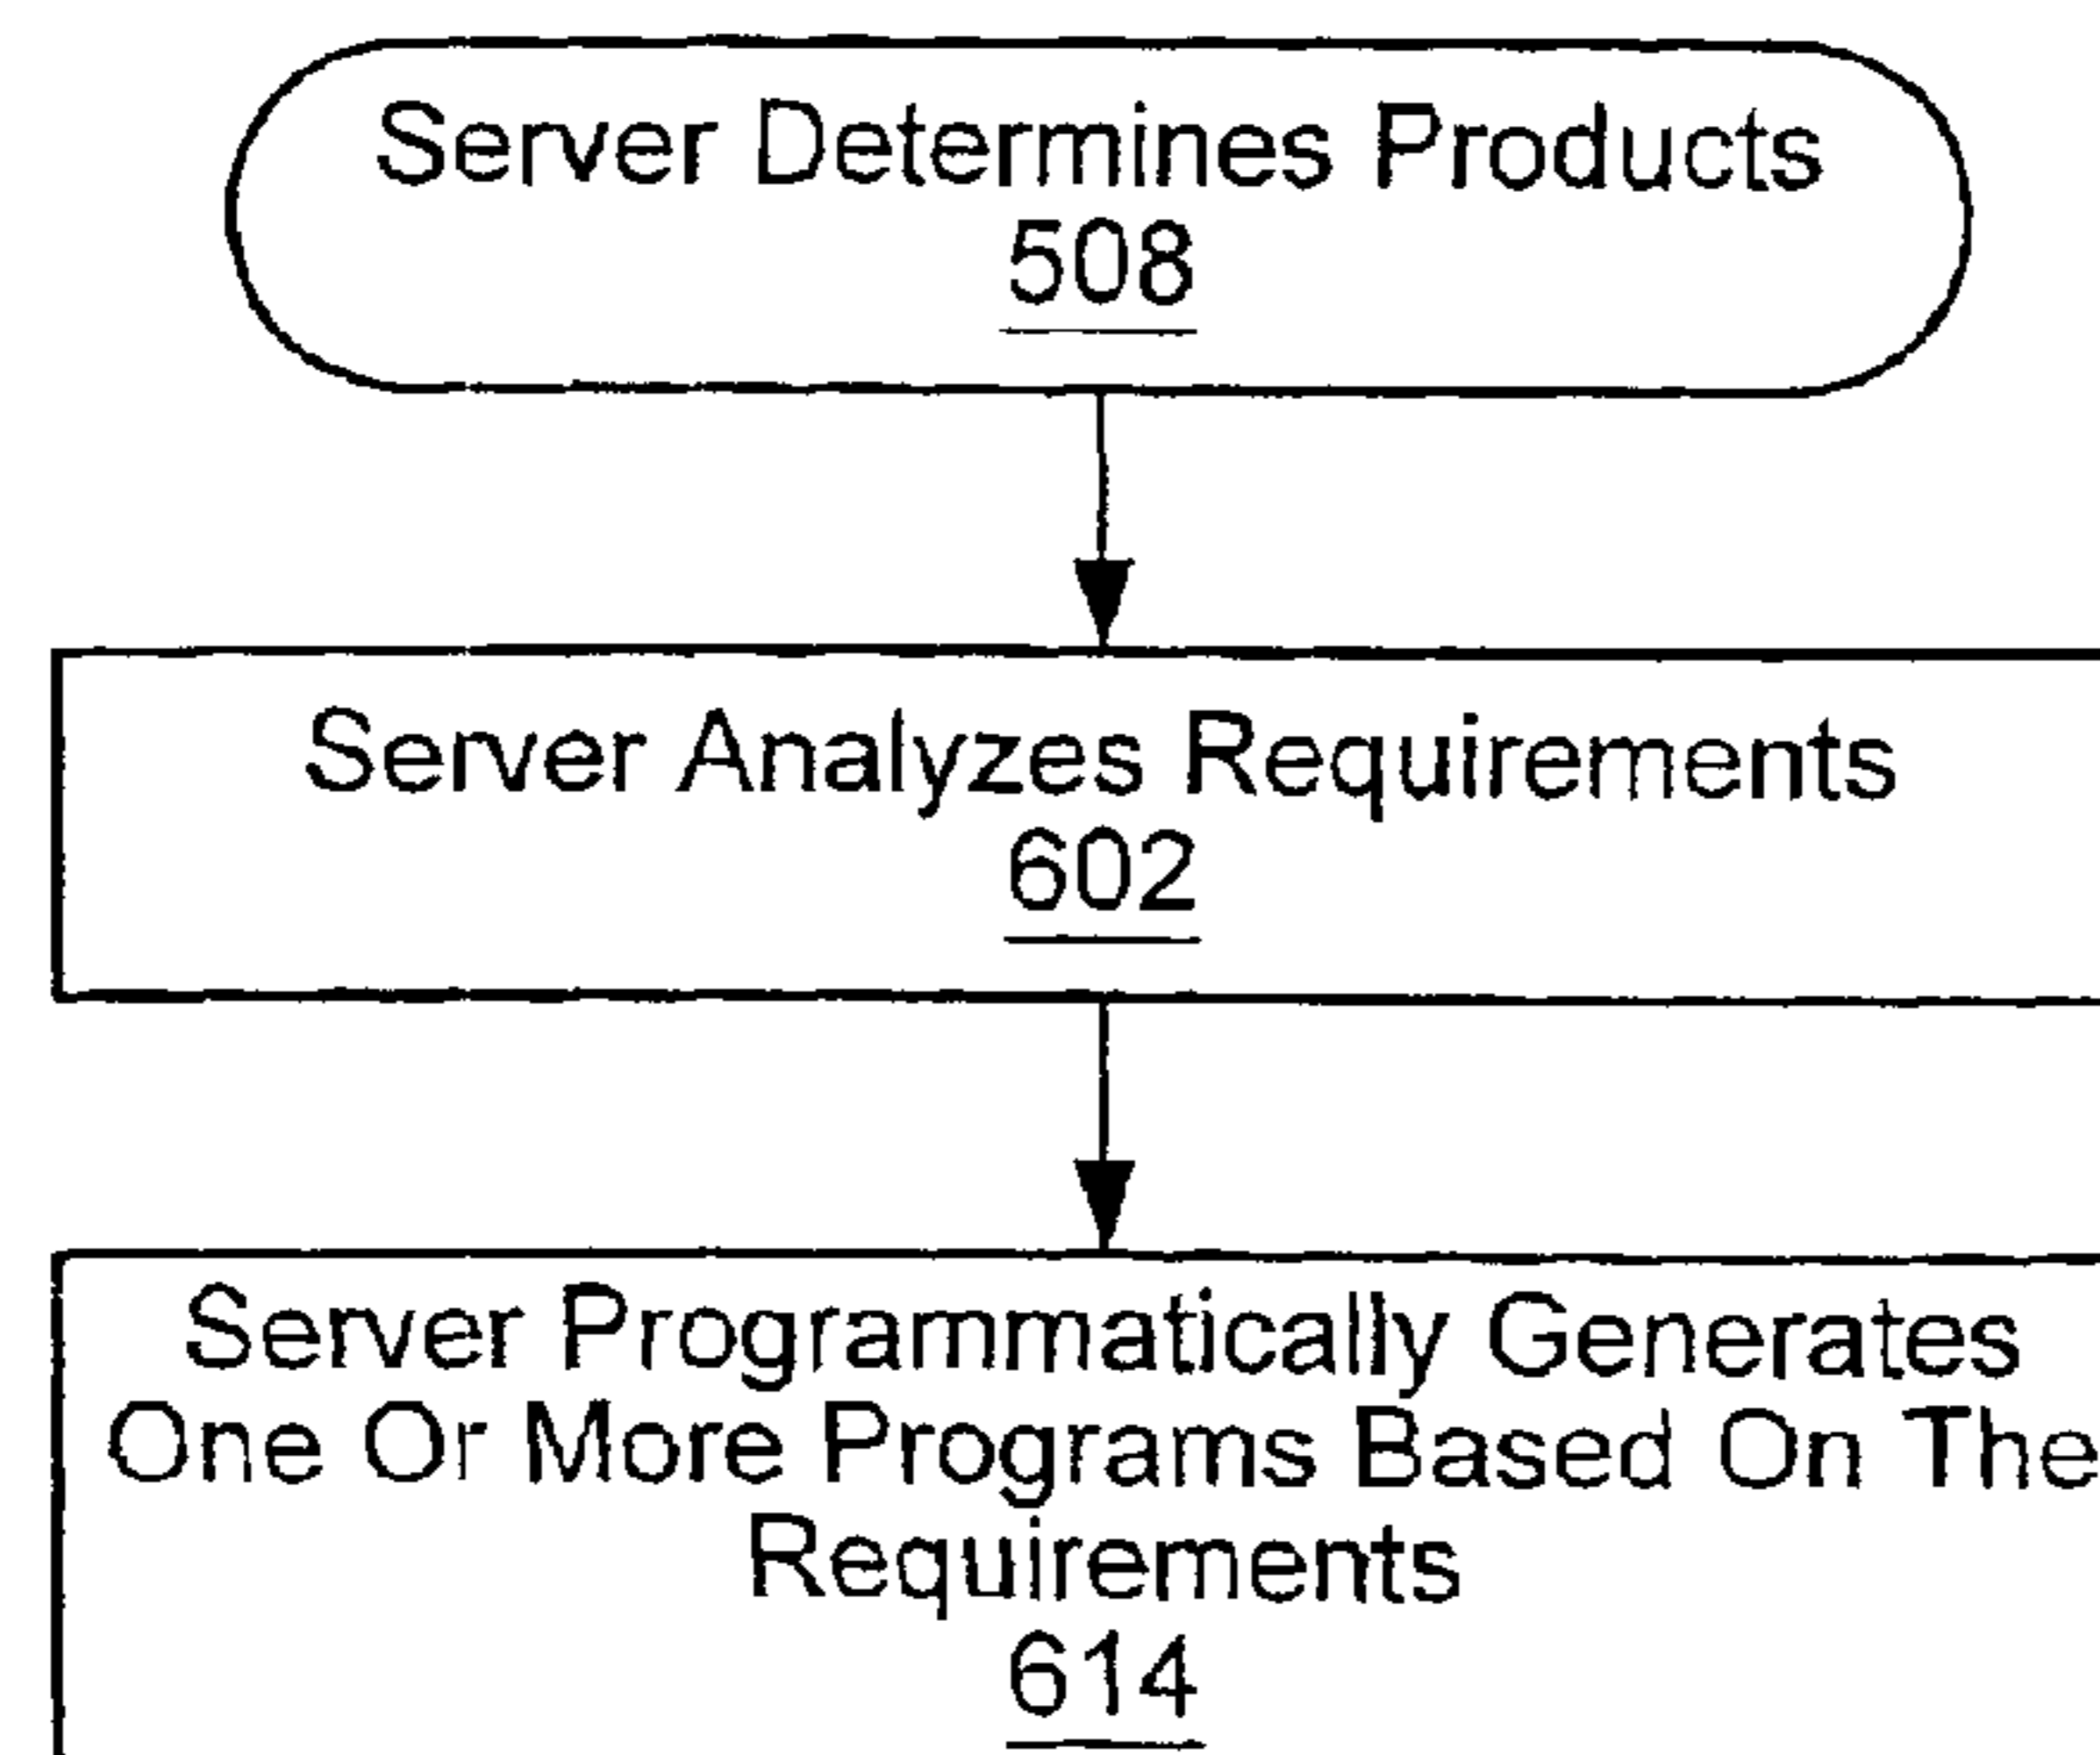 Server Determines Products
508
Server Analyzes Requirements
602
Server Programmatically Generates
One Or More Programs Based On The
Requirements
614